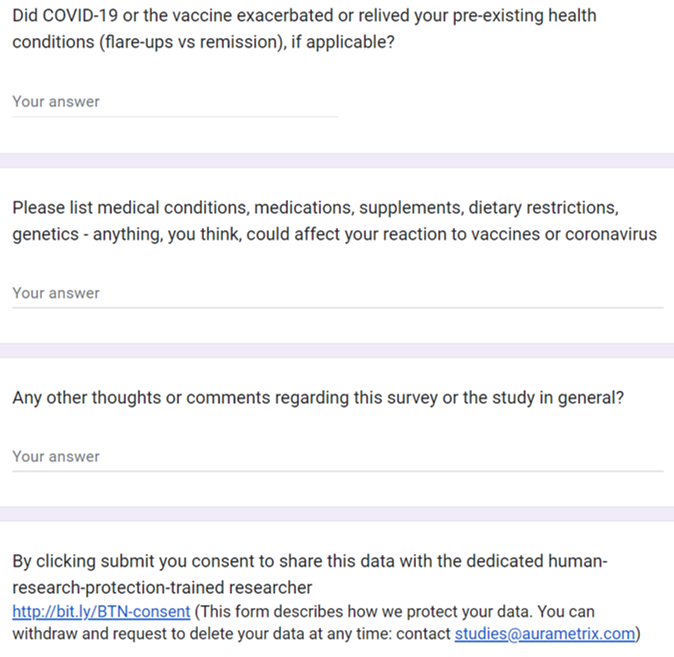 Did COVID-19 or the vaccine exacerbated or relived your pre-existing health
conditions (flare-ups vs remission), if applicable?
Your answer
Please list medical conditions, medications, supplements, dietary restrictions,
genetics - anything, you think, could affect your reaction to vaccines or coronavirus
Your answer
Any other thoughts or comments regarding this survey or the study in general?
Your answer
By clicking submit you consent to share this data with the dedicated human-
research-protection-trained researcher
http://bit.ly/BTN-consent (This form describes how we protect your data. You can
withdraw and request to delete your data at any time: contact studies@aurametrix.com)